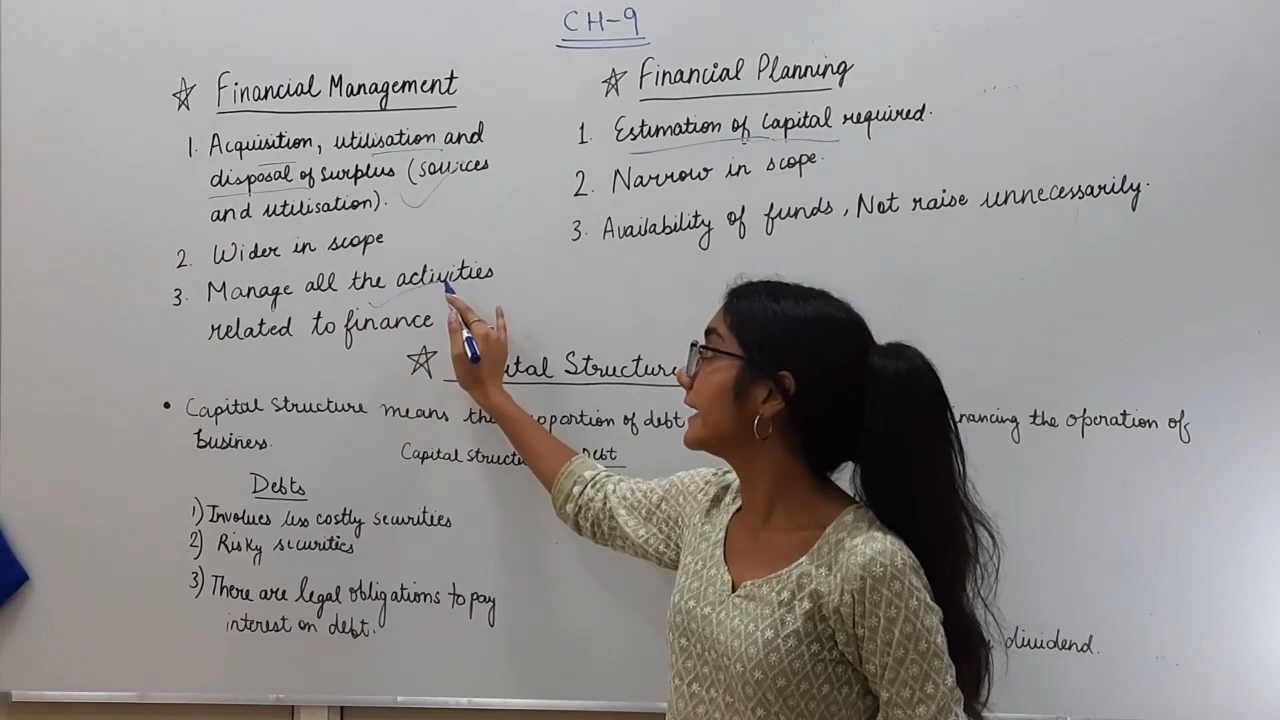 CH-9
☆ Financial Management
1. Acquisition, utilisation and
disposal of surplus (sources
and utilisation).
2. Wider in scope
3. Manage all the activities
related to finance
☆ Financial Planning
1. Estimation of capital required.
2. Narrow in scope.
3. Availability of funds, Not raise unnecessarily.
☆ Structure
• Capital structure means the of debt the operation of
business.
Capital Debt
Debts
1) Involves less costly securities
2) Risky securities
3) There are legal obligations to pay
interest on debt.
dividend.